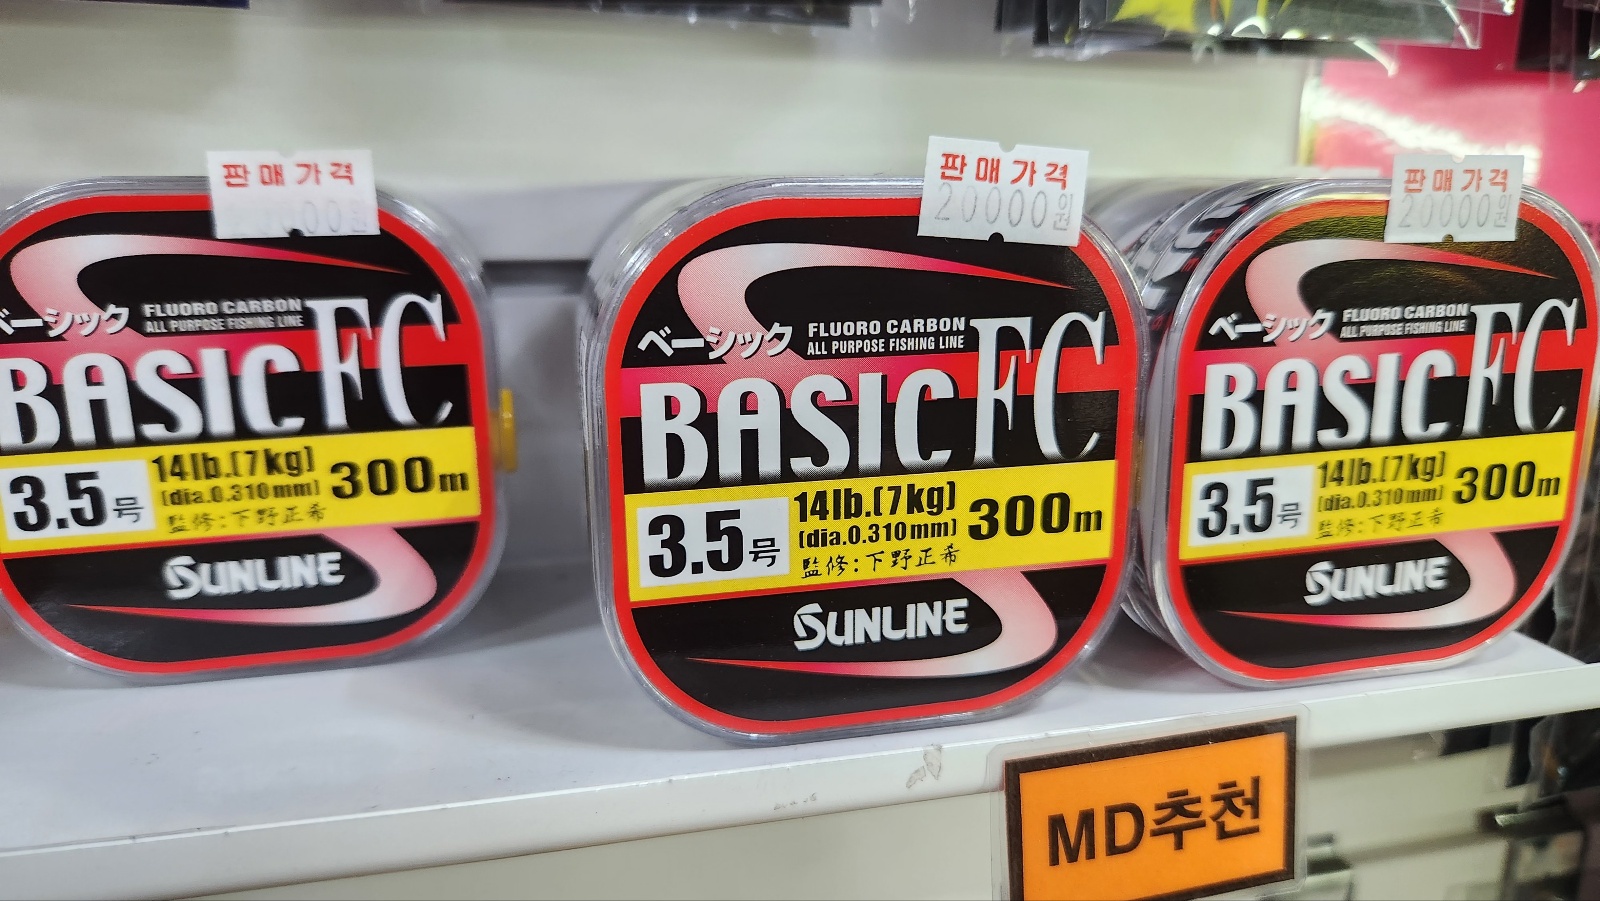 판매가격
ベーシック
FLUORO CARBON
ALL PURPOSE FISHING LINE
BASIC FC
3.5号
14lb.(7kg)
(dia.0.310mm)
300m
監修:下野正希
SUNLINE
판매가격
20000원
ベーシック
FLUORO CARBON
ALL PURPOSE FISHING LINE
BASIC FC
3.5号
14lb.(7kg)
(dia.0.310mm)
300m
監修:下野正希
SUNLINE
판매가격
20000원
ベーシック
FLUORO CARBON
ALL PURPOSE FISHING LINE
BASIC FC
3.5号
14lb.(7kg)
(dia.0.310mm)
300m
監修:下野正希
SUNLINE
MD추천